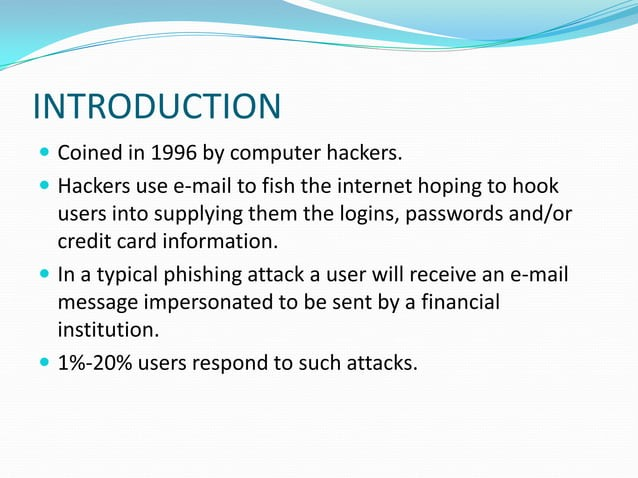 INTRODUCTION
• Coined in 1996 by computer hackers.
• Hackers use e-mail to fish the internet hoping to hook
users into supplying them the logins, passwords and/or
credit card information.
• In a typical phishing attack a user will receive an e-mail
message impersonated to be sent by a financial
institution.
• 1%-20% users respond to such attacks.